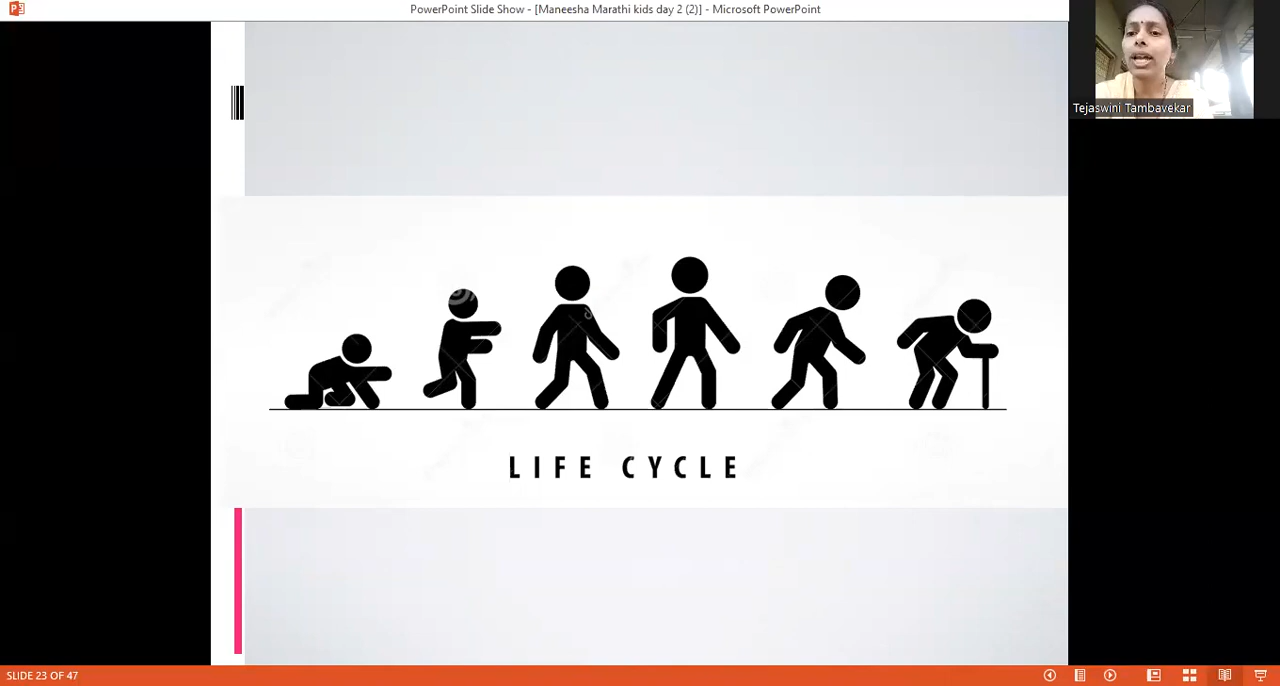 PowerPoint Slide Show - [Maneesha Marathi kids day 2 (2)] - Microsoft PowerPoint
Tejaswini Tambavekar
LIFE CYCLE
SLIDE 23 OF 47